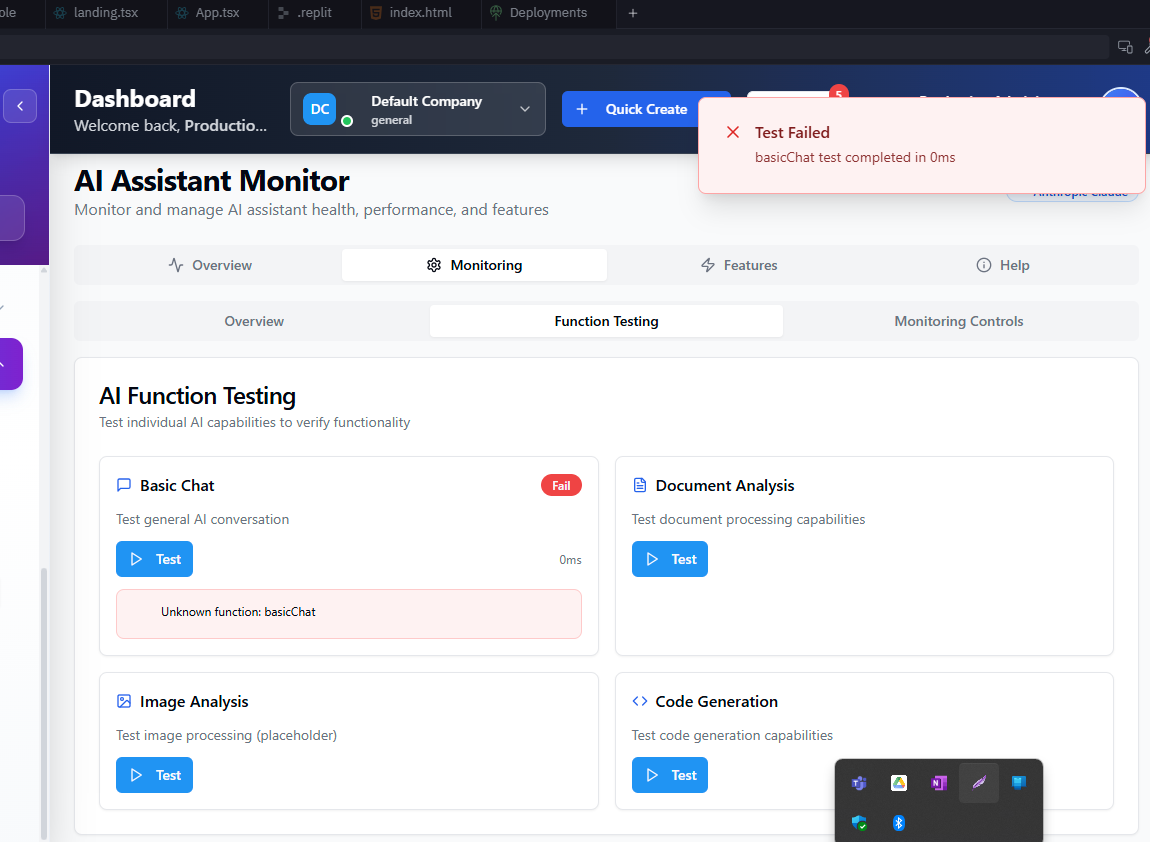 ole
landing.tsx
App.tsx
.replit
index.html
Deployments
+
Dashboard
Welcome back, Productio...
DC
Default Company
general
Quick Create
5
Test Failed
basicChat test completed in 0ms
AI Assistant Monitor
Monitor and manage AI assistant health, performance, and features
Anthropic Claude
Overview
Monitoring
Features
Help
Overview
Function Testing
Monitoring Controls
AI Function Testing
Test individual AI capabilities to verify functionality
Basic Chat
Fail
Test general AI conversation
Test
0ms
Unknown function: basicChat
Document Analysis
Test document processing capabilities
Test
Image Analysis
Test image processing (placeholder)
Test
Code Generation
Test code generation capabilities
Test